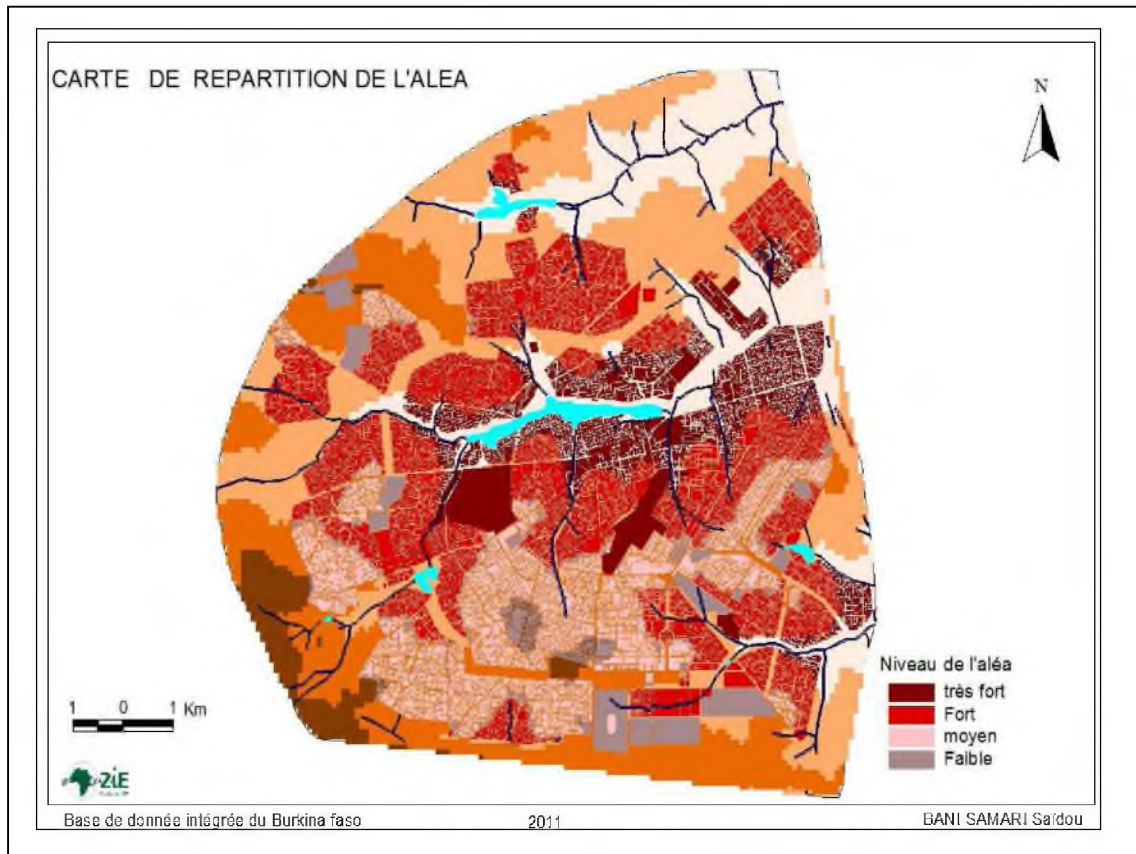 CARTE DE REPARTITION DE L'ALEA
N
Niveau de l'aléa
très fort
Fort
moyen
Faible
1 0 1 Km
2iE
Base de donnée intégrée du Burkina faso
2011
BANI SAMARI Saïdou